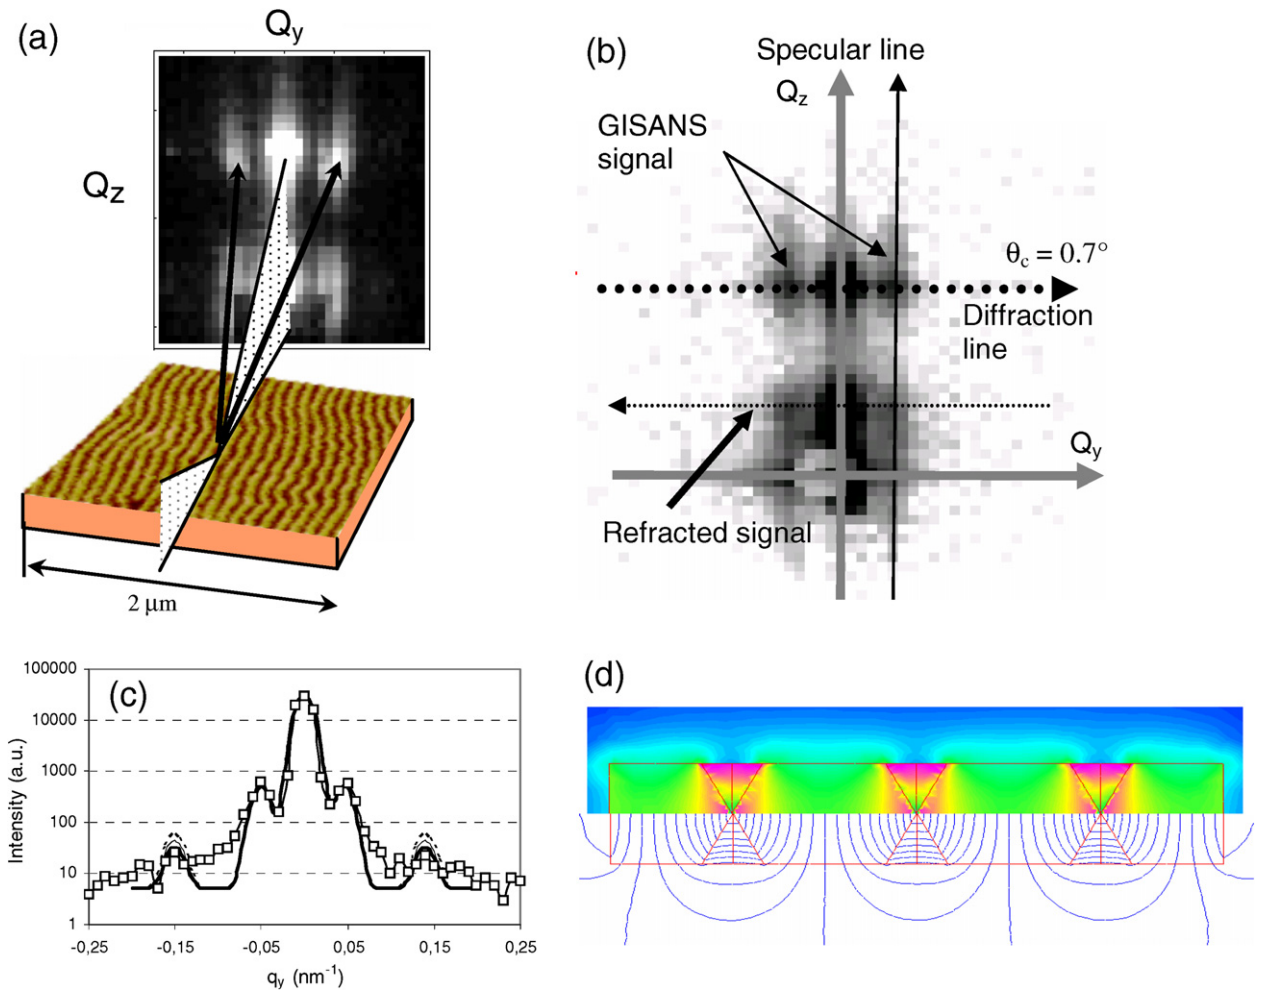 (a)
Qy
Qz
2 μm
(b)
Specular line
Qz
GISANS
signal
θc = 0.7°
Diffraction
line
Qy
Refracted signal
(c)
100000
10000
1000
100
10
1
Intensity (a.u.)
-0,25
-0,15
-0,05
0,05
0,15
0,25
qy (nm-1)
(d)